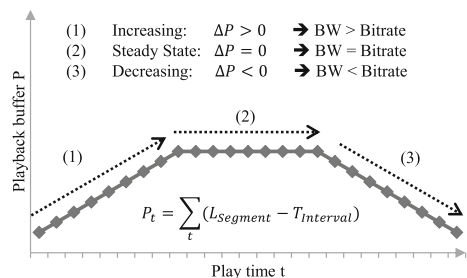 (1) Increasing: ΔP > 0 ➔ BW > Bitrate
(2) Steady State: ΔP = 0 ➔ BW = Bitrate
(3) Decreasing: ΔP < 0 ➔ BW < Bitrate
Playback buffer P
(1)
(2)
(3)
P_t = ∑_t (L_Segment − T_Interval)
Play time t